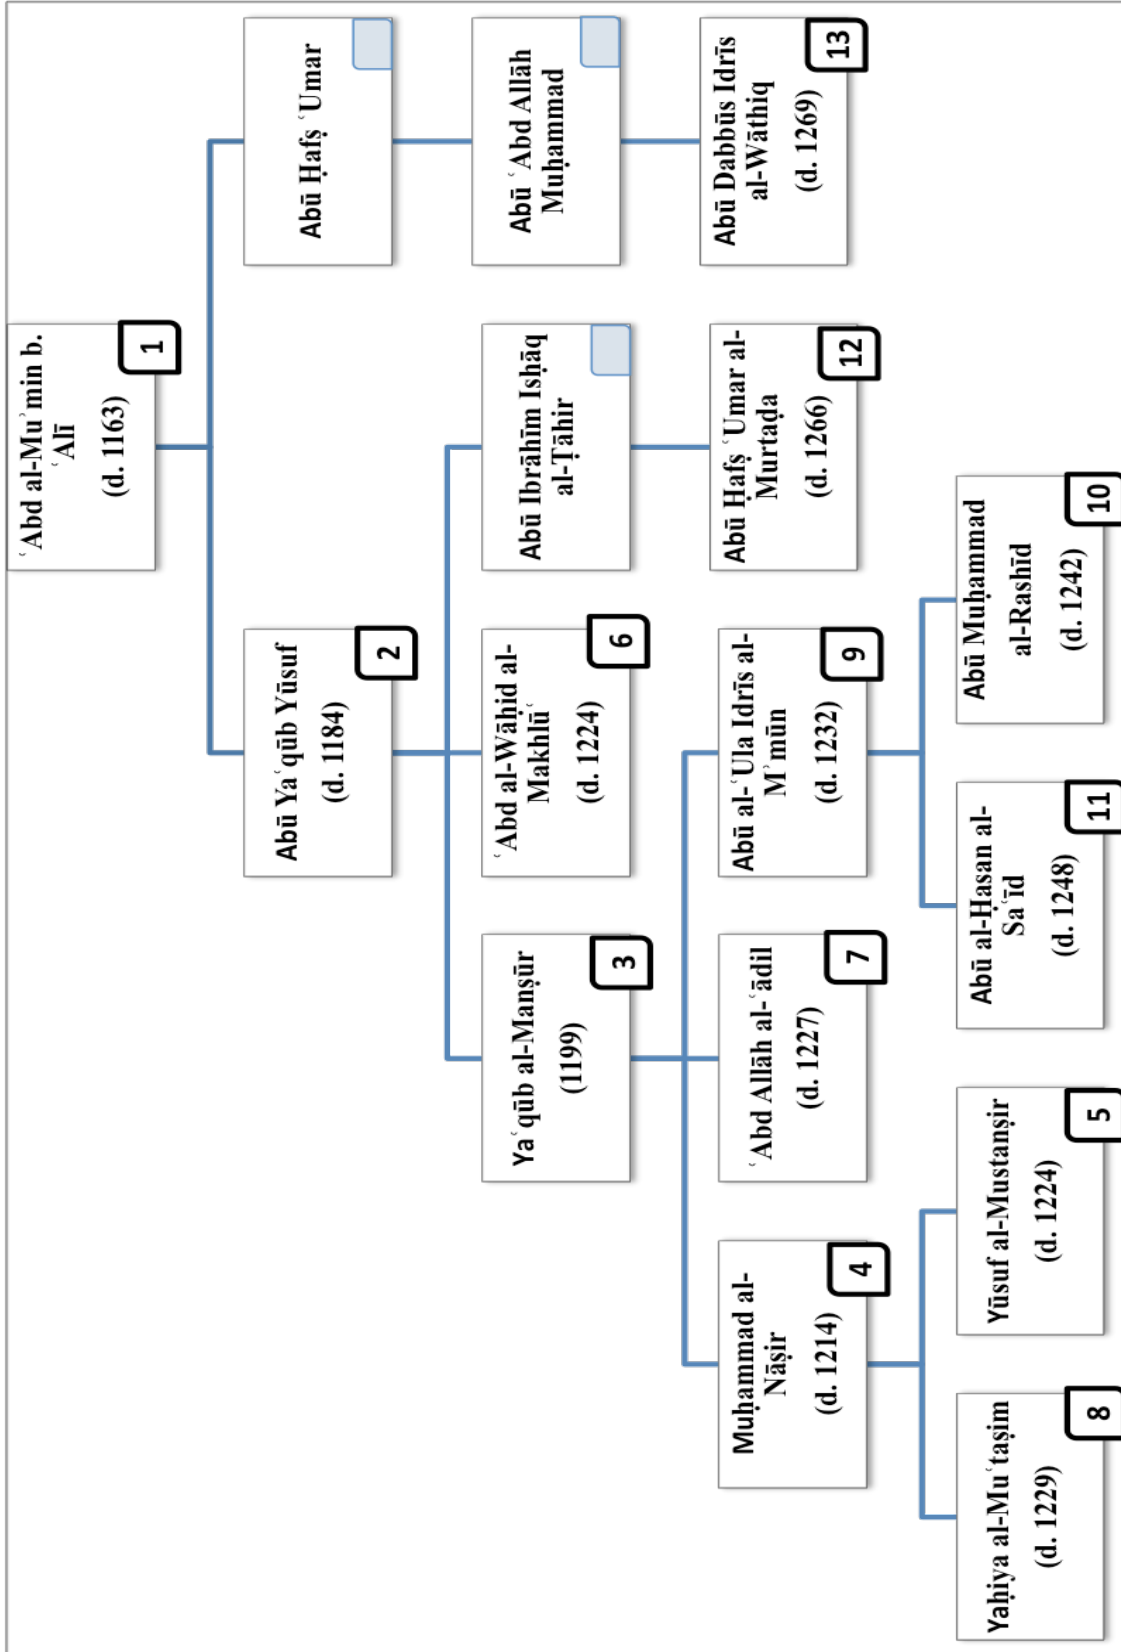 ʿAbd al-Muʾmin b.
ʿAlī
(d. 1163)
1
Abū Yaʿqūb Yūsuf
(d. 1184)
2
Abū Ḥafṣ ʿUmar
Yaʿqūb al-Manṣūr
(1199)
3
ʿAbd al-Wāḥid al-
Makhlūʿ
(d. 1224)
6
Abū Ibrāhīm Isḥāq
al-Ṭāhir
Abū ʿAbd Allāh
Muḥammad
Muḥammad al-
Nāṣir
(d. 1214)
4
ʿAbd Allāh al-ʿādil
(d. 1227)
7
Abū al-ʿUla Idrīs al-
Mʾmūn
(d. 1232)
9
Abū Ḥafṣ ʿUmar al-
Murtaḍa
(d. 1266)
12
Abū Dabbūs Idrīs
al-Wāthiq
(d. 1269)
13
Yaḥiya al-Muʿtaṣim
(d. 1229)
8
Yūsuf al-Mustanṣir
(d. 1224)
5
Abū al-Ḥasan al-
Saʿīd
(d. 1248)
11
Abū Muḥammad
al-Rashīd
(d. 1242)
10